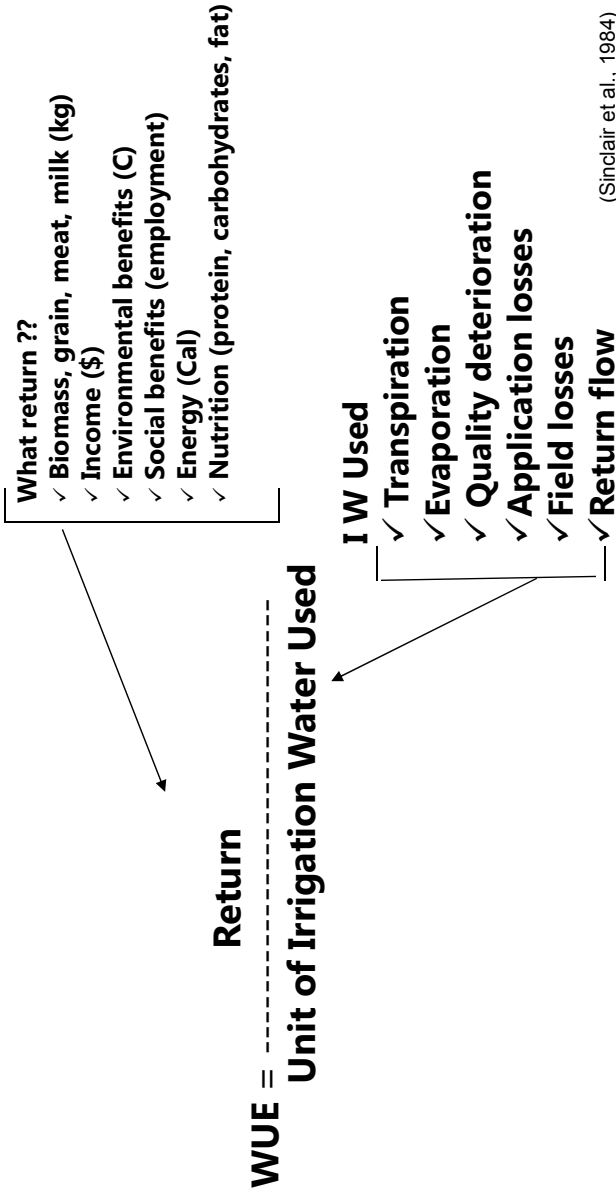 What return ??
✓ Biomass, grain, meat, milk (kg)
✓ Income ($)
✓ Environmental benefits (C)
✓ Social benefits (employment)
✓ Energy (Cal)
✓ Nutrition (protein, carbohydrates, fat)
Return
WUE = ------------------------------------
Unit of Irrigation Water Used
I W Used
✓ Transpiration
✓ Evaporation
✓ Quality deterioration
✓ Application losses
✓ Field losses
✓ Return flow
(Sinclair et al., 1984)